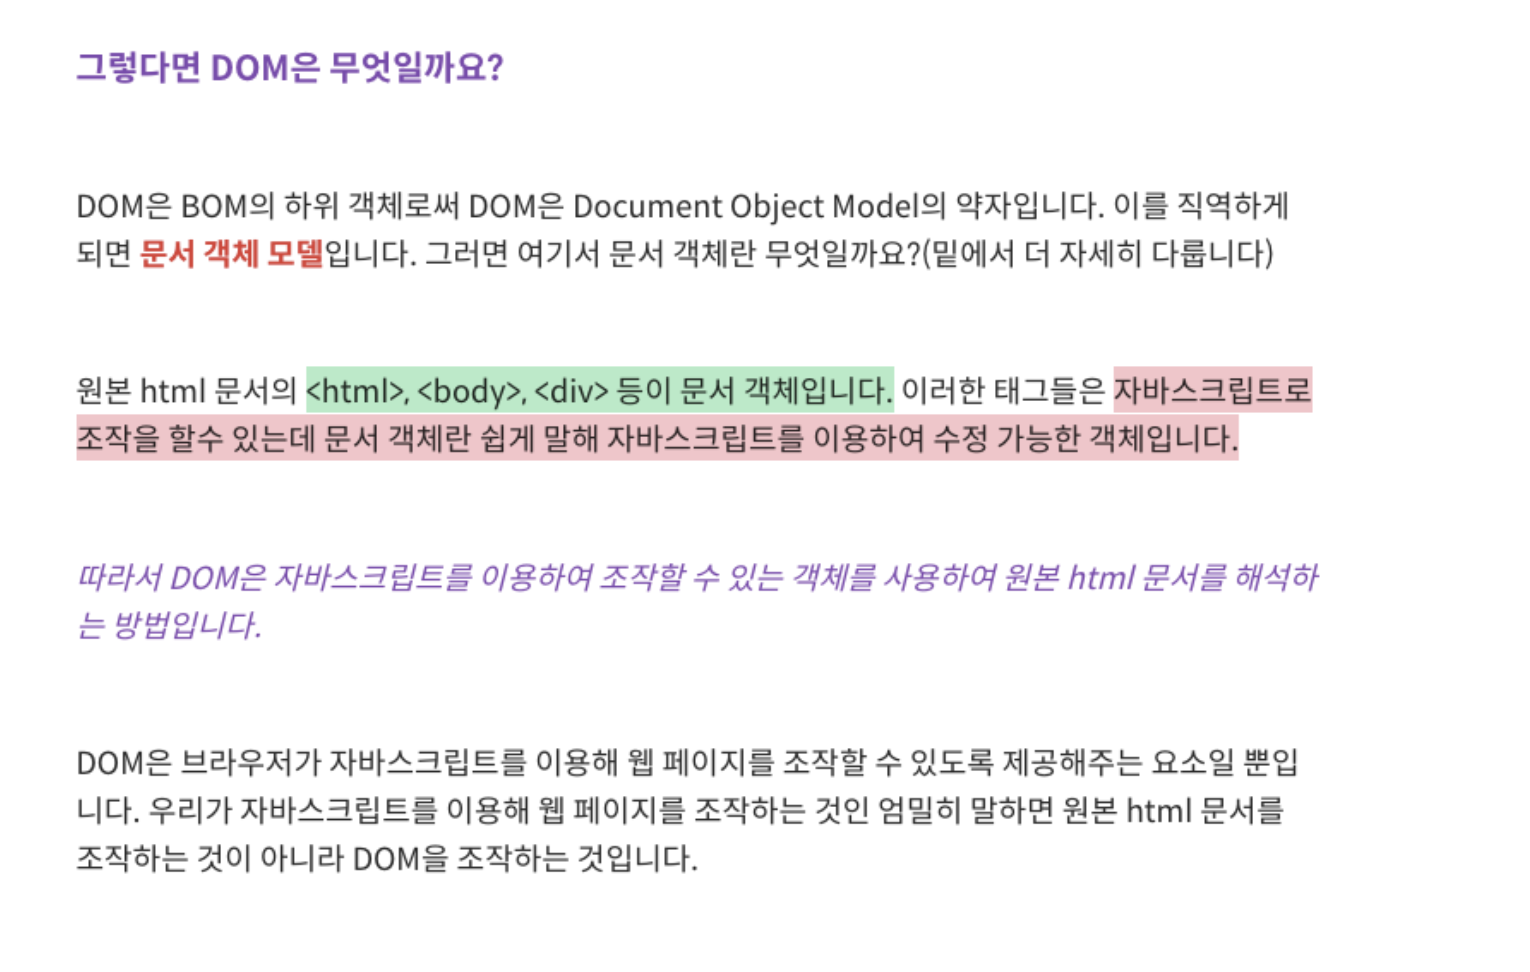 그렇다면 DOM은 무엇일까요?
DOM은 BOM의 하위 객체로써 DOM은 Document Object Model의 약자입니다. 이를 직역하게
되면 문서 객체 모델입니다. 그러면 여기서 문서 객체란 무엇일까요?(밑에서 더 자세히 다룹니다)
원본 html 문서의 <html>, <body>, <div> 등이 문서 객체입니다. 이러한 태그들은 자바스크립트로
조작을 할수 있는데 문서 객체란 쉽게 말해 자바스크립트를 이용하여 수정 가능한 객체입니다.
따라서 DOM은 자바스크립트를 이용하여 조작할 수 있는 객체를 사용하여 원본 html 문서를 해석하
는 방법입니다.
DOM은 브라우저가 자바스크립트를 이용해 웹 페이지를 조작할 수 있도록 제공해주는 요소일 뿐입
니다. 우리가 자바스크립트를 이용해 웹 페이지를 조작하는 것인 엄밀히 말하면 원본 html 문서를
조작하는 것이 아니라 DOM을 조작하는 것입니다.